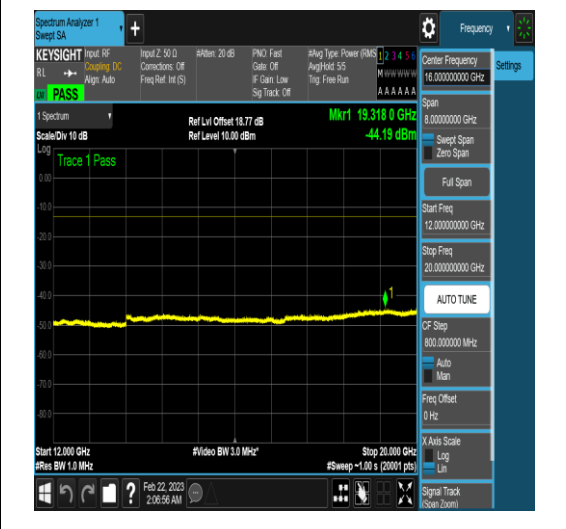 Spectrum Analyzer 1
Swept SA
+
Frequency
KEYSIGHT
RL
Input: RF
Coupling: DC
Align: Auto
Input Z: 50 Ω
Corrections: Off
Freq Ref: Int (S)
#Atten: 20 dB
PNO: Fast
Gate: Off
IF Gain: Low
Sig Track: Off
#Avg Type: Power (RMS)
Avg|Hold: 5/5
Trig: Free Run
1 2 3 4 5 6
M W W W W W
A A A A A A
PASS
1 Spectrum
Scale/Div 10 dB
Ref Lvl Offset 18.77 dB
Ref Level 10.00 dBm
Mkr1 19.318 0 GHz
-44.19 dBm
Log
Trace 1 Pass
0.00
-10.0
-20.0
-30.0
-40.0
-50.0
-60.0
-70.0
-80.0
1
Start 12.000 GHz
#Res BW 1.0 MHz
#Video BW 3.0 MHz*
Stop 20.000 GHz
#Sweep ~1.00 s (20001 pts)
?
Feb 22, 2023
2:06:56 AM
Center Frequency
16.000000000 GHz
Settings
Span
8.00000000 GHz
Swept Span
Zero Span
Full Span
Start Freq
12.000000000 GHz
Stop Freq
20.000000000 GHz
AUTO TUNE
CF Step
800.000000 MHz
Auto
Man
Freq Offset
0 Hz
X Axis Scale
Log
Lin
Signal Track
(Span Zoom)